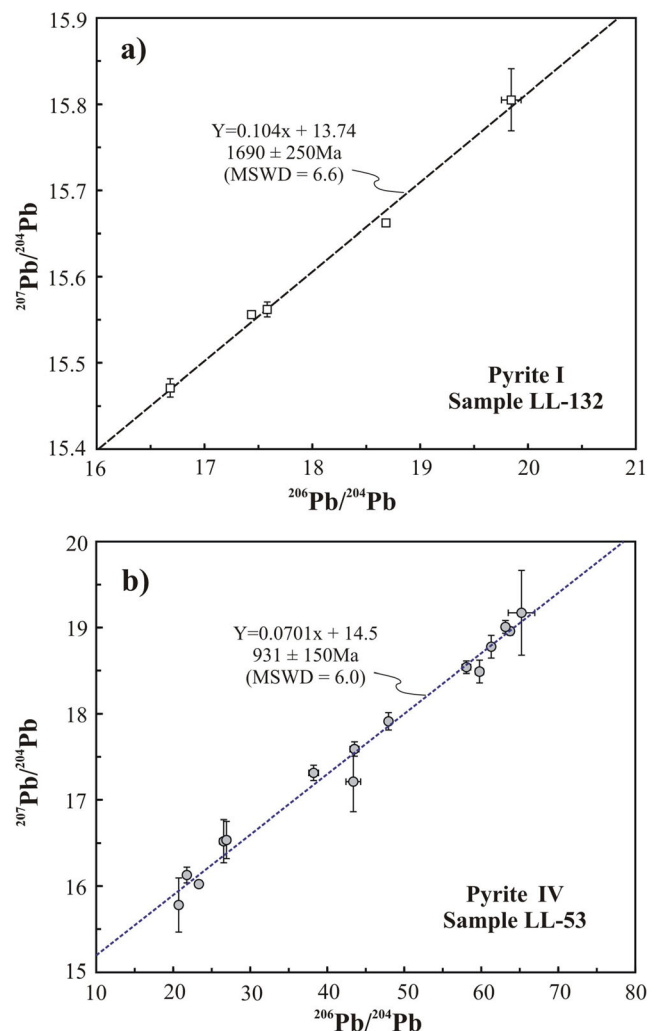 a)
15.9
15.8
15.7
15.6
15.5
15.4
207Pb/204Pb
Y=0.104x + 13.74
1690 ± 250Ma
(MSWD = 6.6)
Pyrite I
Sample LL-132
16 17 18 19 20 21
206Pb/204Pb
b)
20
19
18
17
16
15
207Pb/204Pb
Y=0.0701x + 14.5
931 ± 150Ma
(MSWD = 6.0)
Pyrite IV
Sample LL-53
10 20 30 40 50 60 70 80
206Pb/204Pb